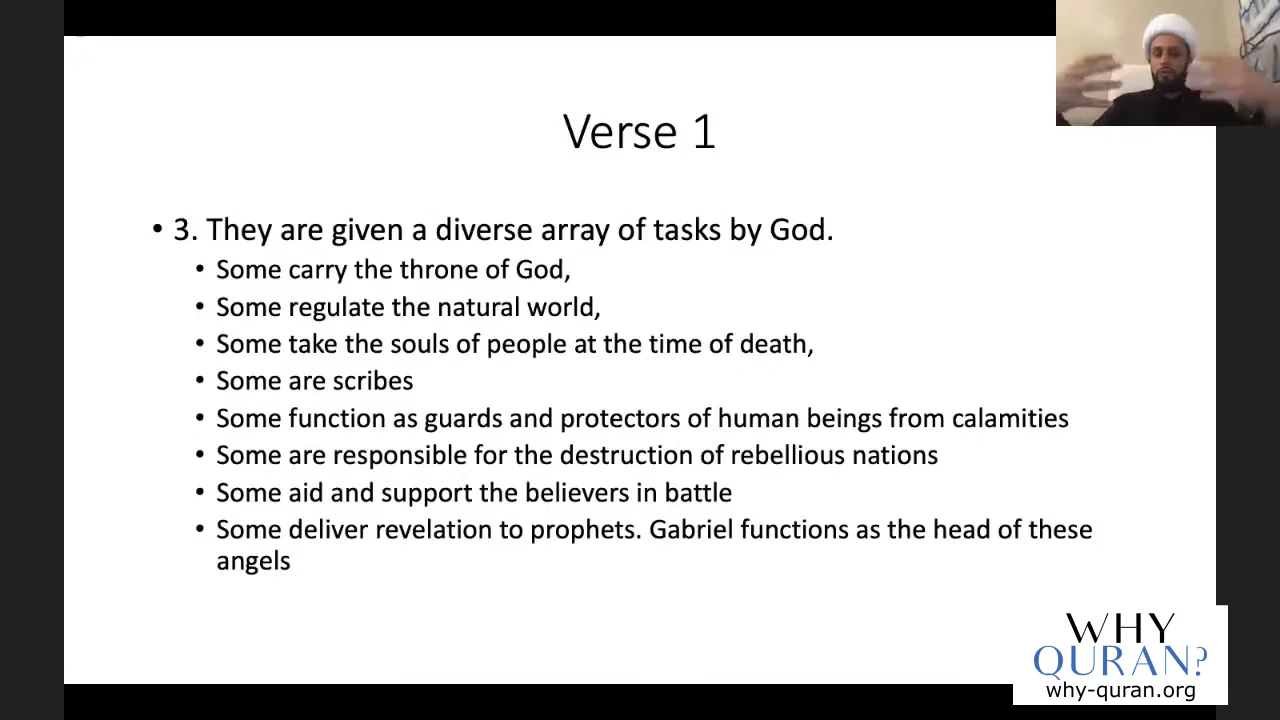 Verse 1
• 3. They are given a diverse array of tasks by God.
• Some carry the throne of God,
• Some regulate the natural world,
• Some take the souls of people at the time of death,
• Some are scribes
• Some function as guards and protectors of human beings from calamities
• Some are responsible for the destruction of rebellious nations
• Some aid and support the believers in battle
• Some deliver revelation to prophets. Gabriel functions as the head of these
angels
WHY
QURAN?
why-quran.org